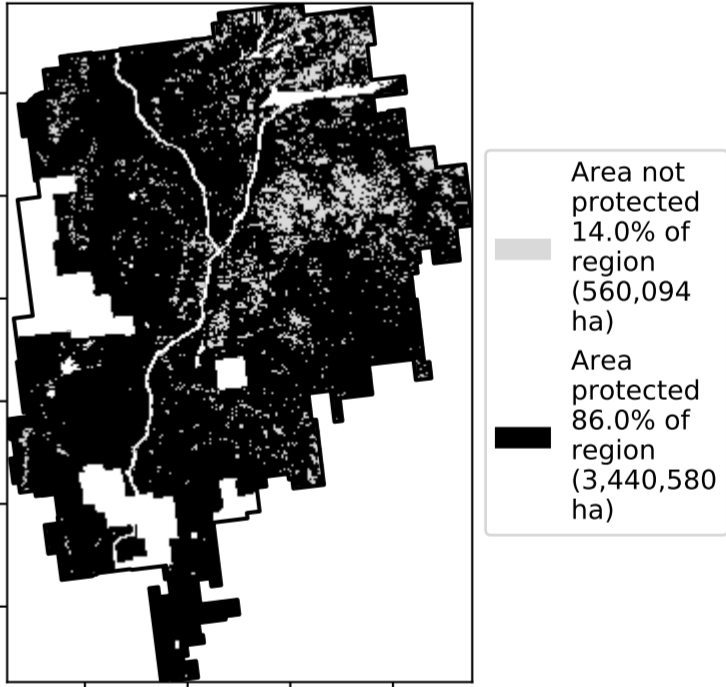 Area not
protected
14.0% of
region
(560,094
ha)
Area
protected
86.0% of
region
(3,440,580
ha)